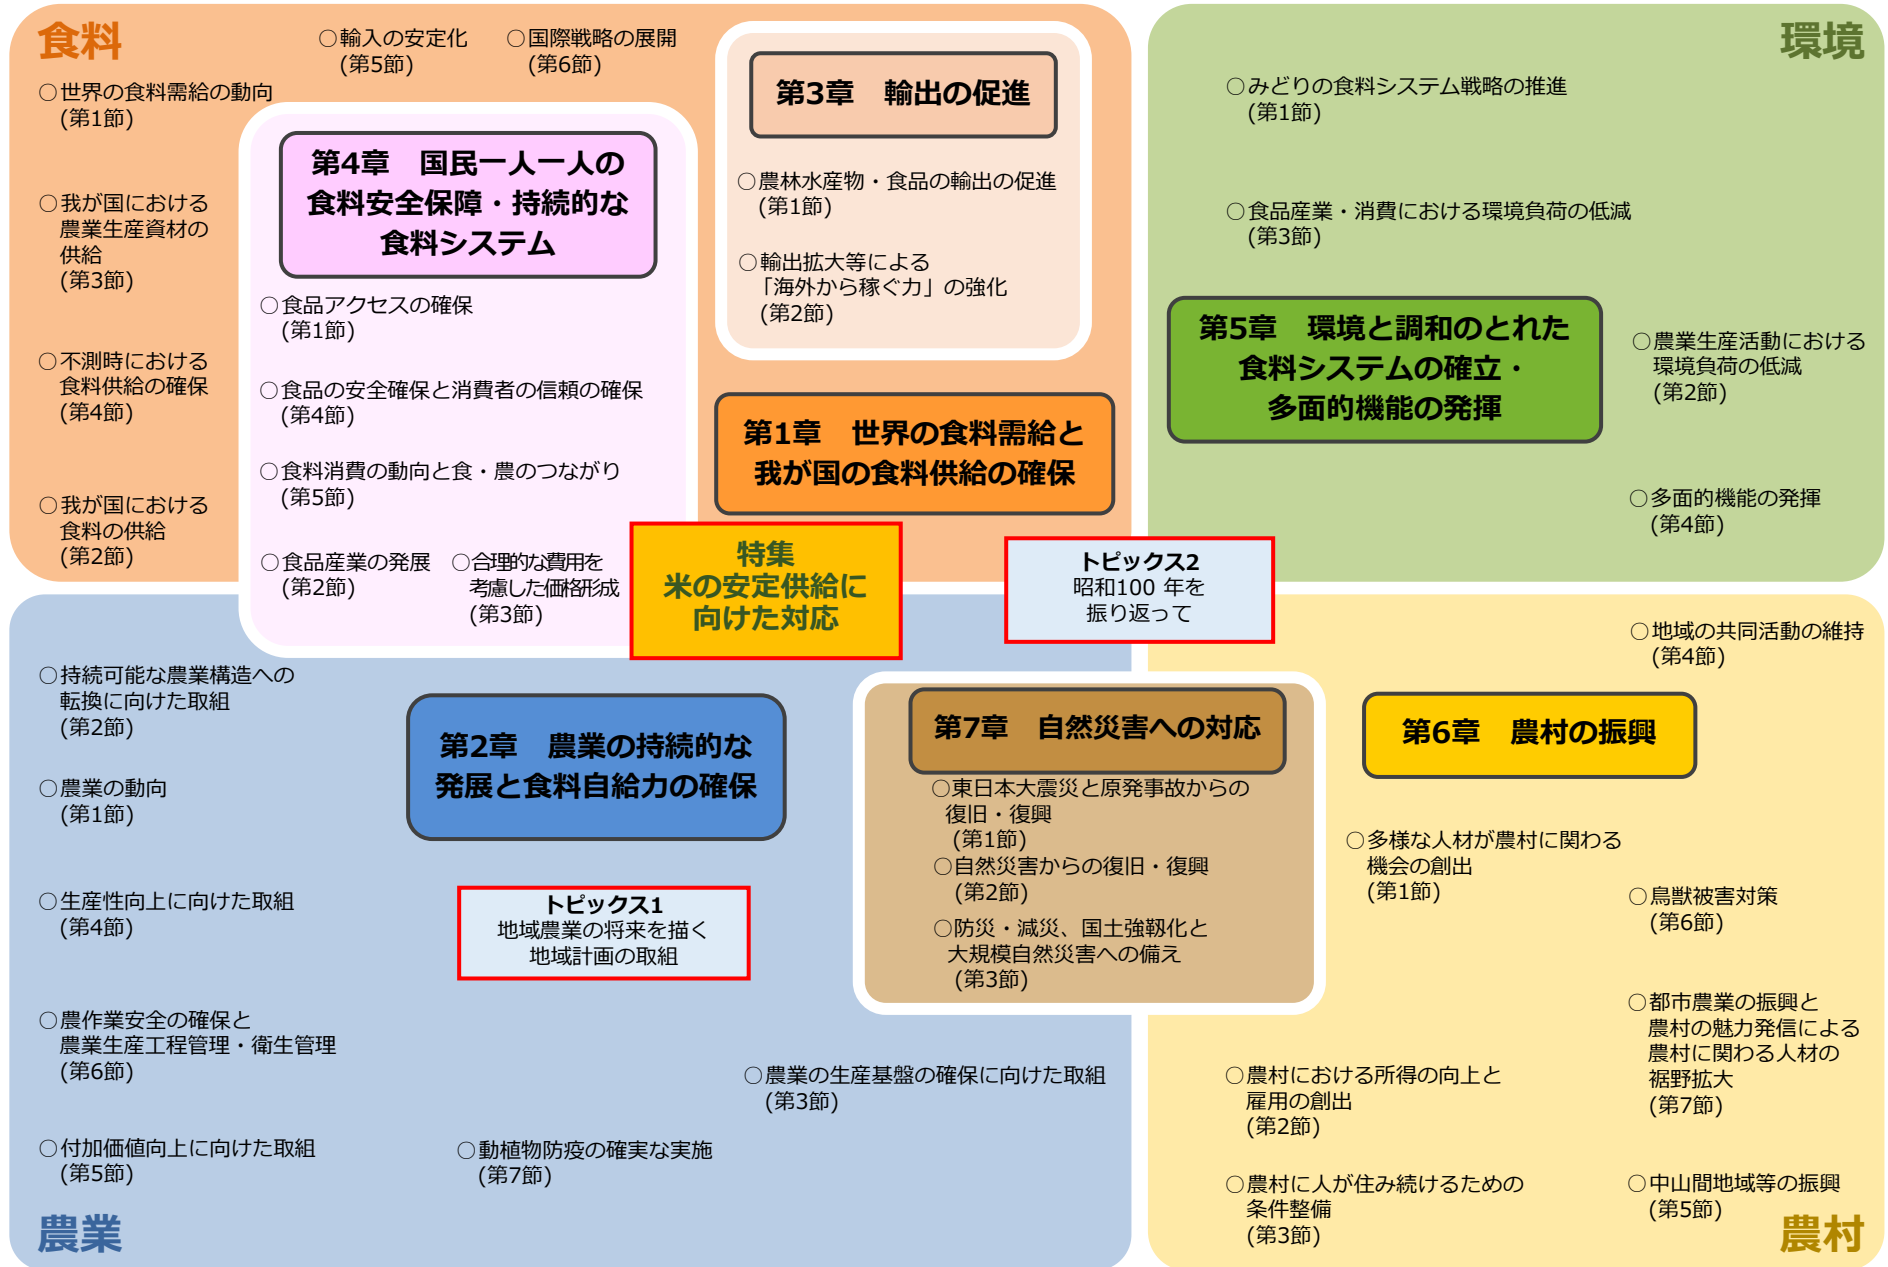 食料
○輸入の安定化
(第5節)
○国際戦略の展開
(第6節)
○世界の食料需給の動向
(第1節)
○我が国における
農業生産資材の
供給
(第3節)
○不測時における
食料供給の確保
(第4節)
○我が国における
食料の供給
(第2節)
第4章　国民一人一人の
食料安全保障・持続的な
食料システム
○食品アクセスの確保
(第1節)
○食品の安全確保と消費者の信頼の確保
(第4節)
○食料消費の動向と食・農のつながり
(第5節)
○食品産業の発展
(第2節)
○合理的な費用を
考慮した価格形成
(第3節)
第3章　輸出の促進
○農林水産物・食品の輸出の促進
(第1節)
○輸出拡大等による
「海外から稼ぐ力」の強化
(第2節)
第1章　世界の食料需給と
我が国の食料供給の確保
特集
米の安定供給に
向けた対応
トピックス2
昭和100 年を
振り返って
環境
○みどりの食料システム戦略の推進
(第1節)
○食品産業・消費における環境負荷の低減
(第3節)
第5章　環境と調和のとれた
食料システムの確立・
多面的機能の発揮
○農業生産活動における
環境負荷の低減
(第2節)
○多面的機能の発揮
(第4節)
○持続可能な農業構造への
転換に向けた取組
(第2節)
○農業の動向
(第1節)
○生産性向上に向けた取組
(第4節)
○農作業安全の確保と
農業生産工程管理・衛生管理
(第6節)
○付加価値向上に向けた取組
(第5節)
農業
第2章　農業の持続的な
発展と食料自給力の確保
トピックス1
地域農業の将来を描く
地域計画の取組
○動植物防疫の確実な実施
(第7節)
○農業の生産基盤の確保に向けた取組
(第3節)
第7章　自然災害への対応
○東日本大震災と原発事故からの
復旧・復興
(第1節)
○自然災害からの復旧・復興
(第2節)
○防災・減災、国土強靱化と
大規模自然災害への備え
(第3節)
○地域の共同活動の維持
(第4節)
第6章　農村の振興
○多様な人材が農村に関わる
機会の創出
(第1節)
○鳥獣被害対策
(第6節)
○都市農業の振興と
農村の魅力発信による
農村に関わる人材の
裾野拡大
(第7節)
○農村における所得の向上と
雇用の創出
(第2節)
○農村に人が住み続けるための
条件整備
(第3節)
○中山間地域等の振興
(第5節)
農村